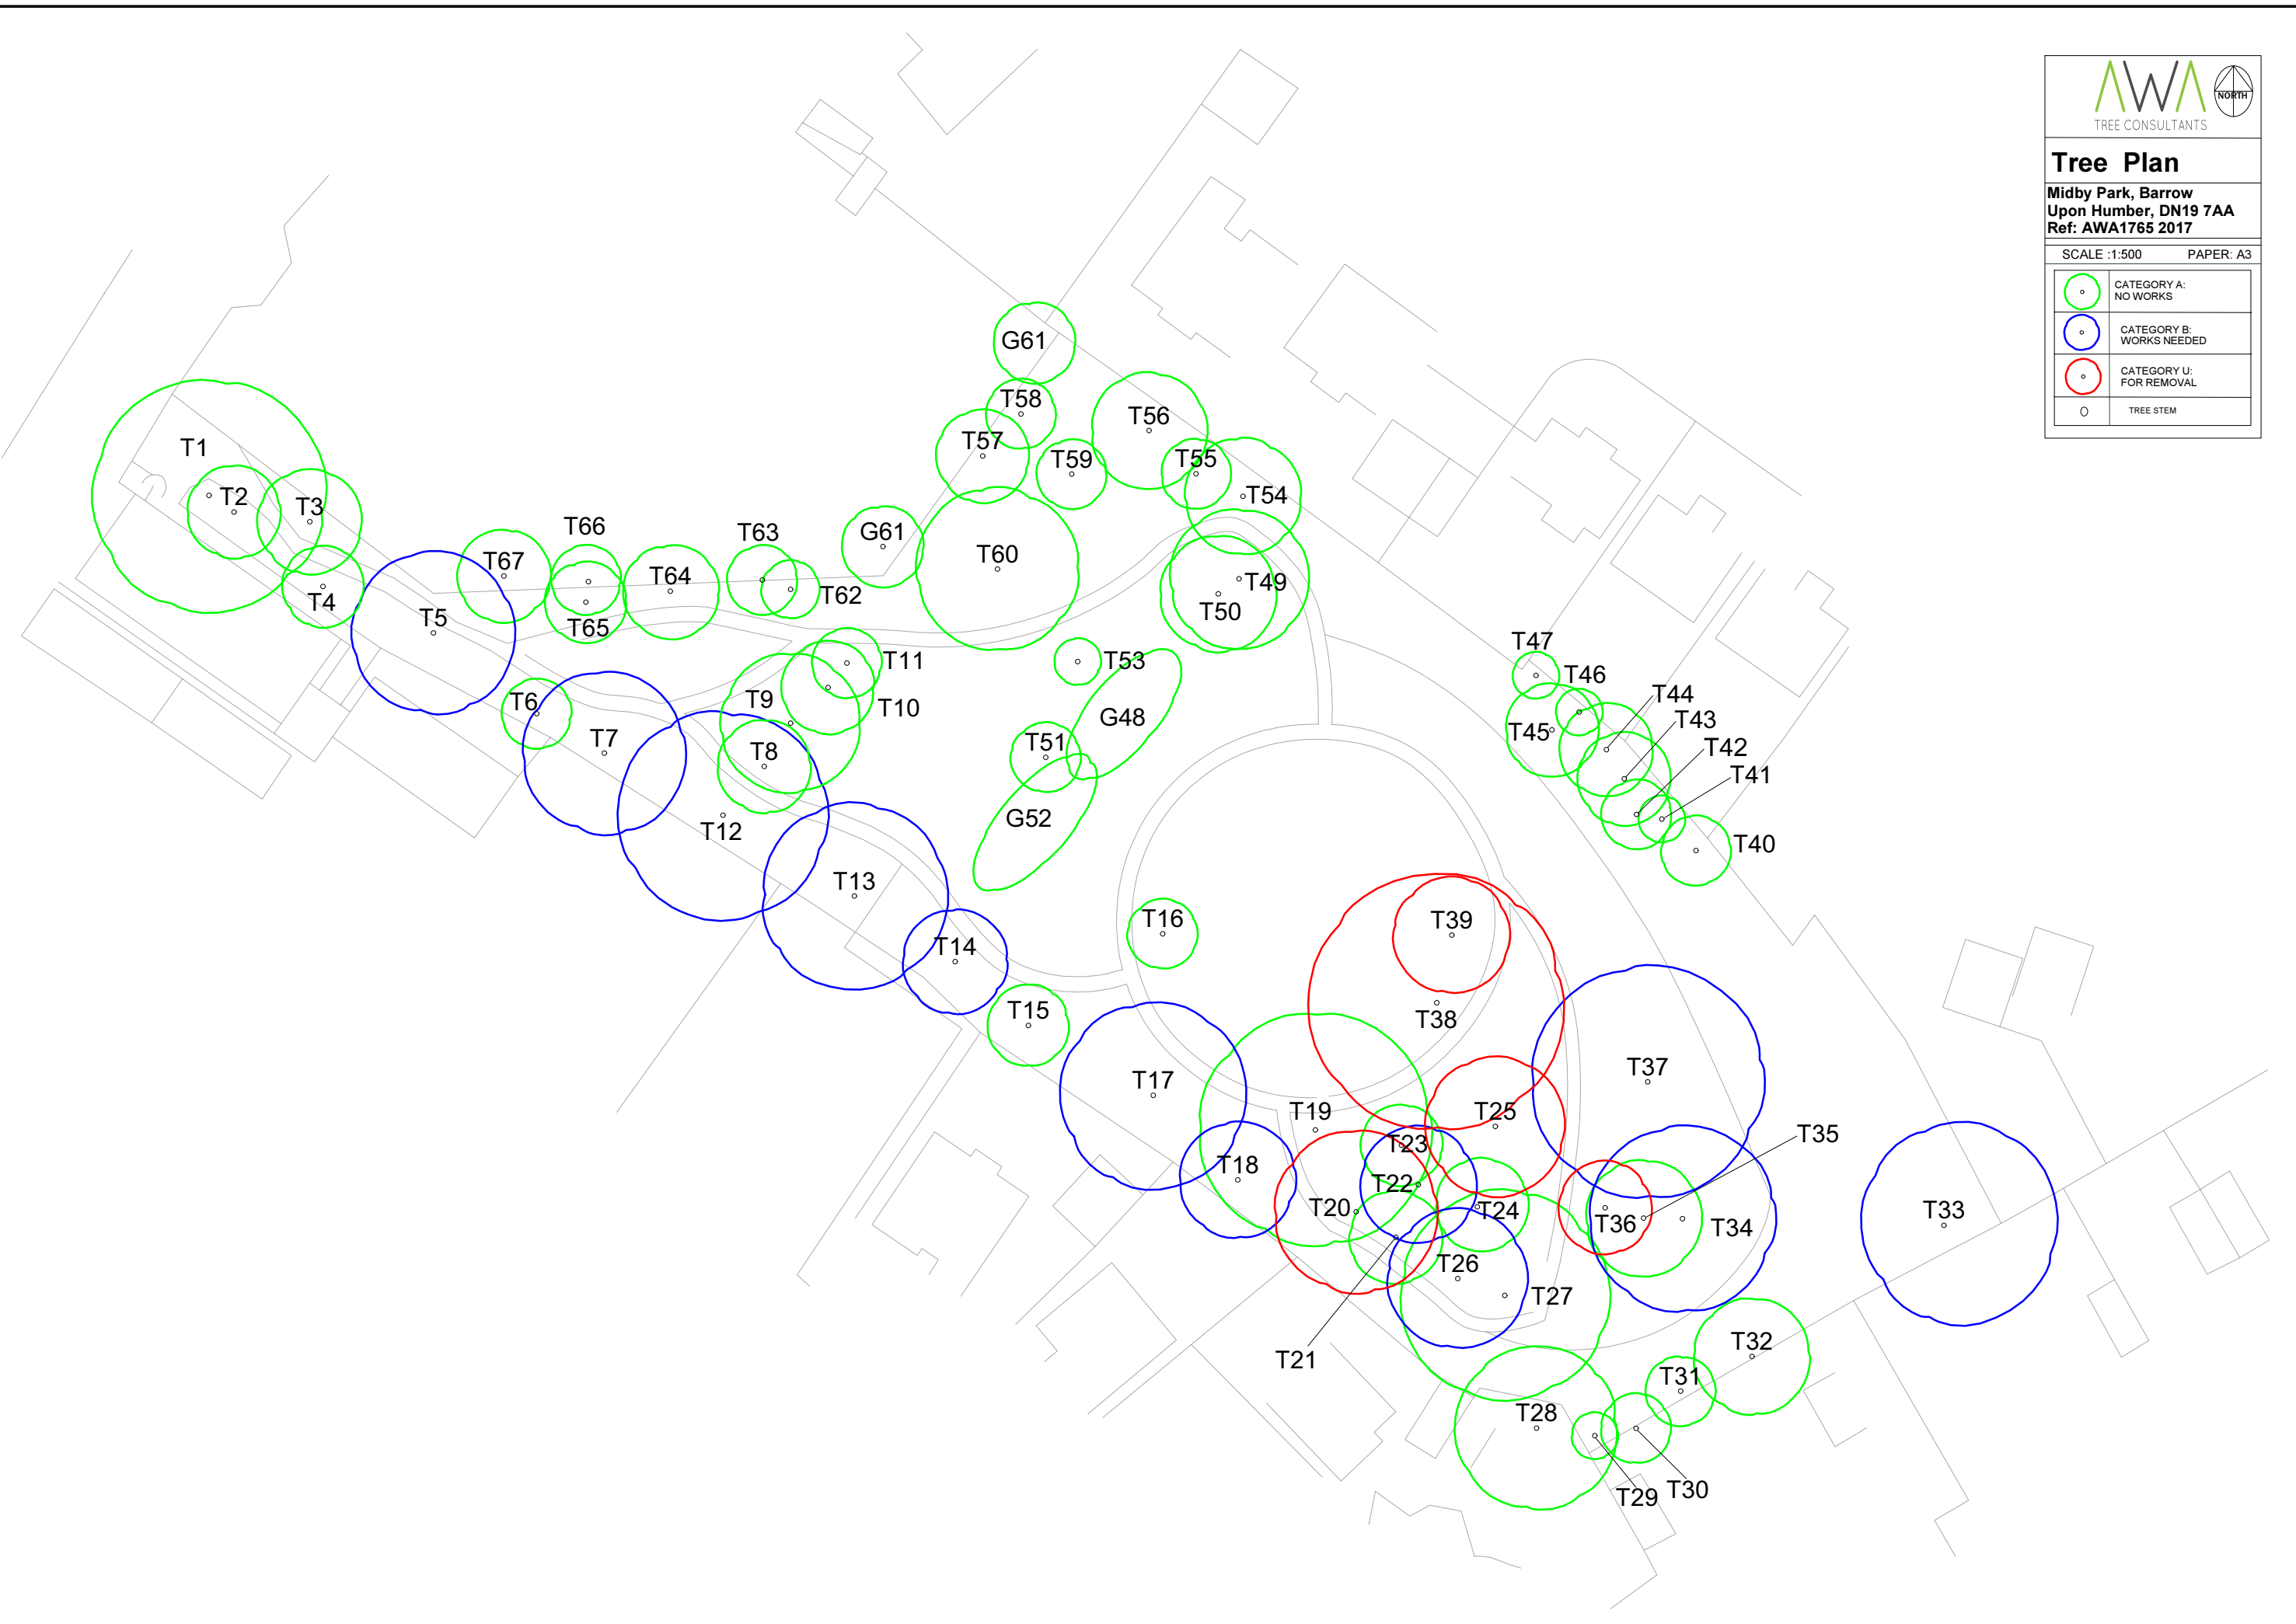 NORTH
TREE CONSULTANTS
Tree Plan
Midby Park, Barrow
Upon Humber, DN19 7AA
Ref: AWA1765 2017
SCALE :1:500 PAPER: A3
CATEGORY A:
NO WORKS
CATEGORY B:
WORKS NEEDED
CATEGORY U:
FOR REMOVAL
TREE STEM
G61
T58
T56
T57
T59
T55
T1
T2
T3
T54
T66
T63
G61
T67
T60
T64
T62
T49
T4
T50
T5
T65
T47
T11
T53
T46
T6
T9
T10
G48
T44
T43
T45
T7
T51
T8
T42
T41
G52
T12
T40
T13
T16
T39
T14
T15
T38
T17
T37
T19
T25
T35
T23
T18
T22
T20
T24
T36
T34
T33
T26
T27
T21
T32
T31
T28
T30
T29
AWA